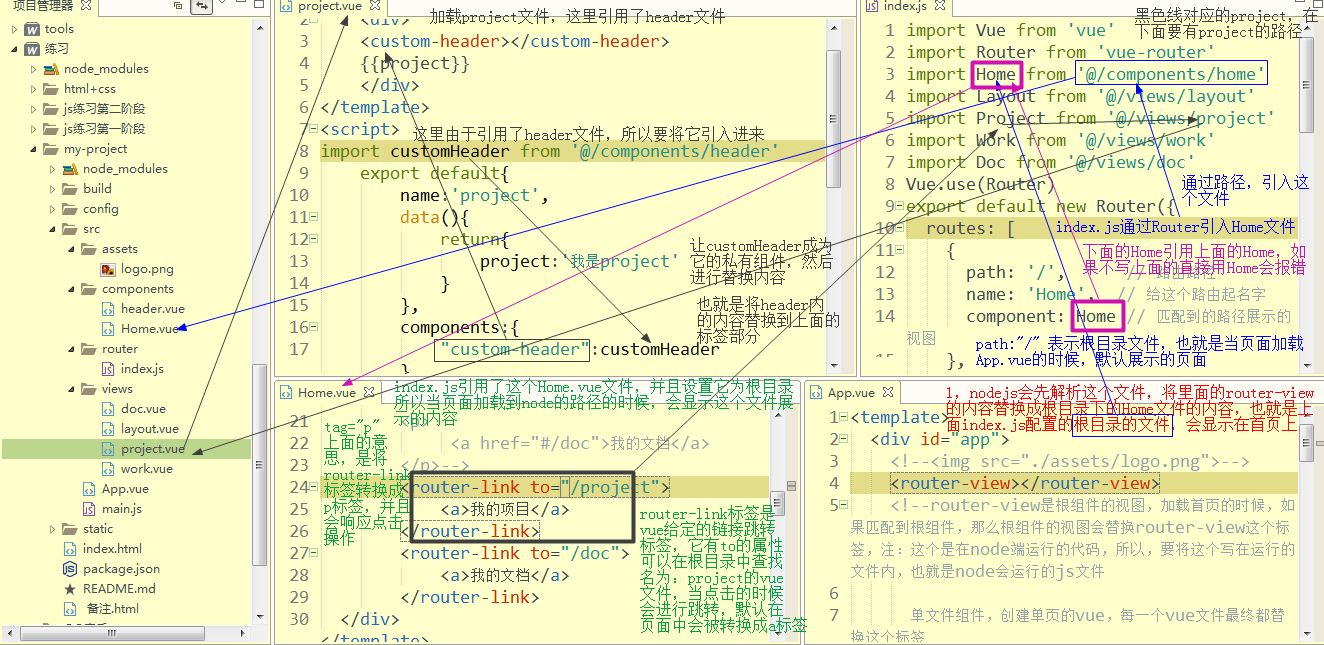 项目管理器
tools
练习
node_modules
html+css
js练习第二阶段
js练习第一阶段
my-project
node_modules
build
config
src
assets
logo.png
components
header.vue
Home.vue
router
index.js
views
doc.vue
layout.vue
project.vue
work.vue
App.vue
main.js
static
index.html
package.json
README.md
备注.html
project.vue
加载project文件，这里引用了header文件
2 <div>
3 <custom-header></custom-header>
4 {{project}}
5 </div>
6 </template>
7 <script>
这里由于引用了header文件，所以要将它引入进来
8 import customHeader from '@/components/header'
9 export default{
10 name:'project',
11 data(){
12 return{
13 project:'我是project'
14 }
15 },
16 components:{
17 "custom-header":customHeader
}
让customHeader成为
它的私有组件，然后
进行替换内容
也就是将header内
的内容替换到上面的
标签部分
index.js
黑色线对应的project，在
下面要有project的路径
1 import Vue from 'vue'
2 import Router from 'vue-router'
3 import Home from '@/components/home'
4 import Layout from '@/views/layout'
5 import Project from '@/views/project'
6 import Work from '@/views/work'
7 import Doc from '@/views/doc'
8 Vue.use(Router)
9 export default new Router({
10 routes: [
11 {
12 path: '/', // 路由路径
13 name: 'Home', // 给这个路由起名字
14 component: Home // 匹配到的路径展示的
视图
15 },
通过路径，引入这
个文件
index.js通过Router引入Home文件
下面的Home引用上面的Home，如
果不写上面的直接用Home会报错
path:"/" 表示根目录文件，也就是当页面加载
App.vue的时候，默认展示的页面
Home.vue
index.js引用了这个Home.vue文件，并且设置它为根目录
所以当页面加载到node的路径的时候，会显示这个文件展
示的内容
21 <p>
22 <a href="#/doc">我的文档</a>
23 </p>-->
24 <router-link to="/project">
25 <a>我的项目</a>
26 </router-link>
27 <router-link to="/doc">
28 <a>我的文档</a>
29 </router-link>
30 </div>
</template>
tag="p"
上面的意
思，是将
router-link
标签转换成
p标签，并且
会响应点击
操作
router-link标签是
vue给定的链接跳转
标签，它有to的属性
可以在根目录中查找
名为：project的vue
文件，当点击的时候
会进行跳转，默认在
页面中会被转换成a标签
App.vue
1，nodejs会先解析这个文件，将里面的router-view
的内容替换成根目录下的Home文件的内容，也就是上
面index.js配置的根目录的文件，会显示在首页上
1 <template>
2 <div id="app">
3 <!--<img src="./assets/logo.png">-->
4 <router-view></router-view>
5 <!--router-view是根组件的视图，加载首页的时候，如
果匹配到根组件，那么根组件的视图会替换router-view这个标
签，注：这个是在node端运行的代码，所以，要将这个写在运行的
文件内，也就是node会运行的js文件
6
7 单文件组件，创建单页的vue，每一个vue文件最终都替
换这个标签